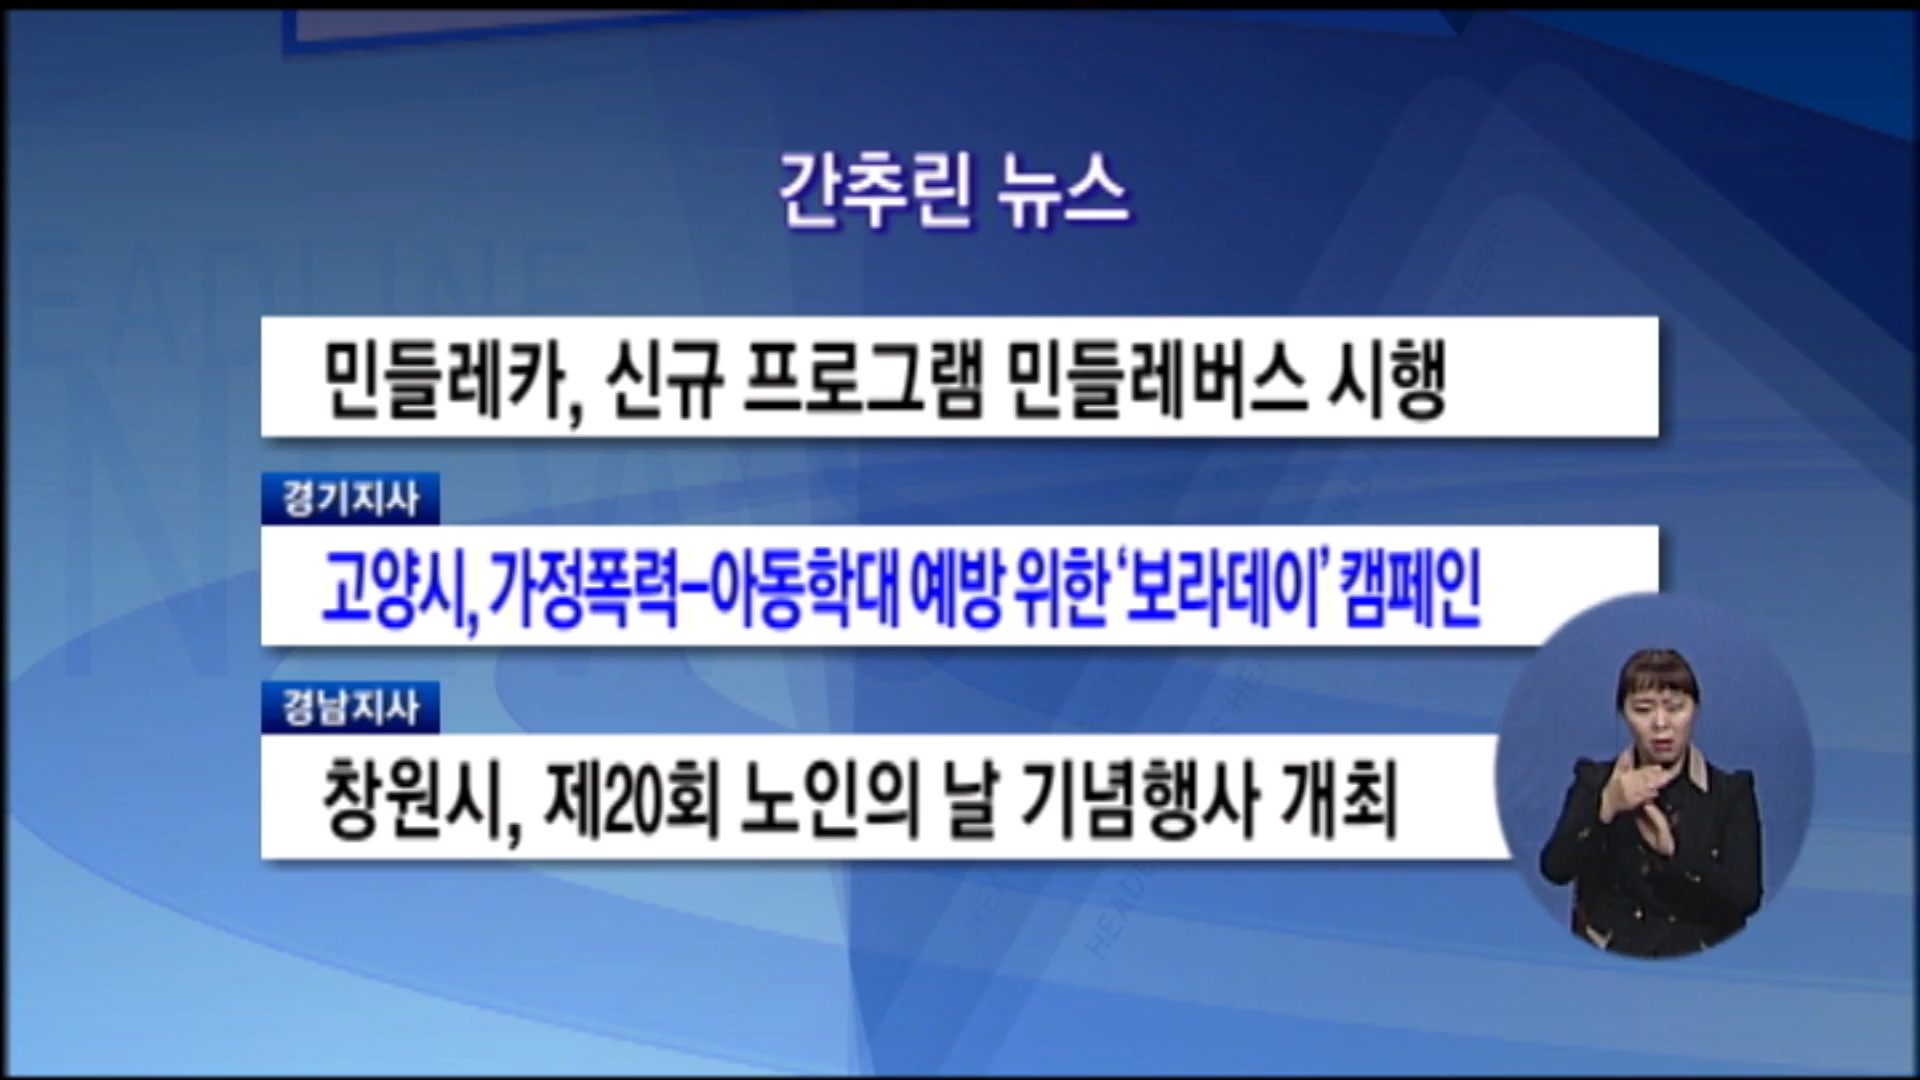 간추린 뉴스
민들레카, 신규 프로그램 민들레버스 시행
경기지사
고양시, 가정폭력-아동학대 예방 위한 '보라데이' 캠페인
경남지사
창원시, 제20회 노인의 날 기념행사 개최